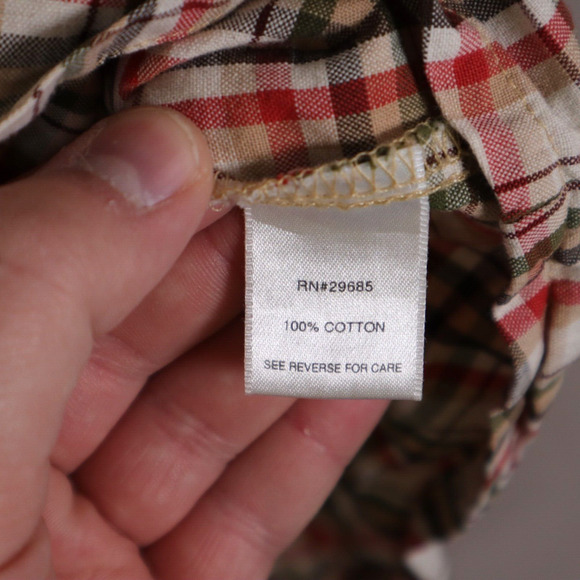 RN#29685
100% COTTON
SEE REVERSE FOR CARE